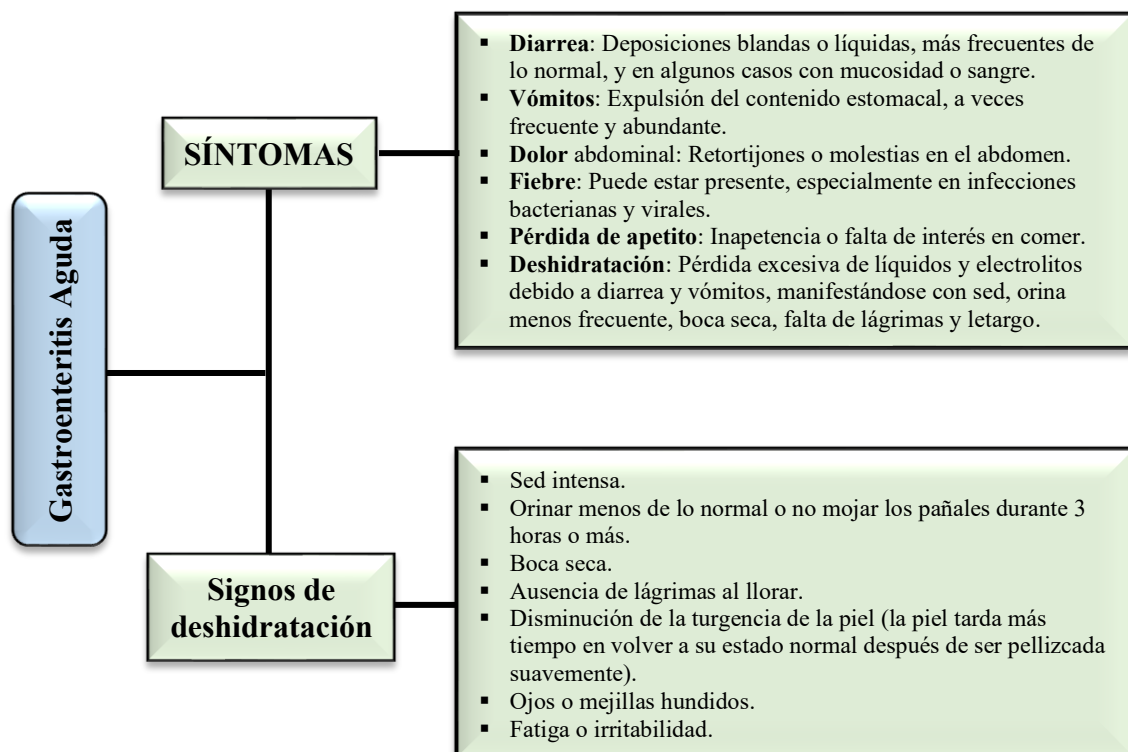 Gastroenteritis Aguda
SÍNTOMAS
▪ Diarrea: Deposiciones blandas o líquidas, más frecuentes de
lo normal, y en algunos casos con mucosidad o sangre.
▪ Vómitos: Expulsión del contenido estomacal, a veces
frecuente y abundante.
▪ Dolor abdominal: Retortijones o molestias en el abdomen.
▪ Fiebre: Puede estar presente, especialmente en infecciones
bacterianas y virales.
▪ Pérdida de apetito: Inapetencia o falta de interés en comer.
▪ Deshidratación: Pérdida excesiva de líquidos y electrolitos
debido a diarrea y vómitos, manifestándose con sed, orina
menos frecuente, boca seca, falta de lágrimas y letargo.
Signos de
deshidratación
▪ Sed intensa.
▪ Orinar menos de lo normal o no mojar los pañales durante 3
horas o más.
▪ Boca seca.
▪ Ausencia de lágrimas al llorar.
▪ Disminución de la turgencia de la piel (la piel tarda más
tiempo en volver a su estado normal después de ser pellizcada
suavemente).
▪ Ojos o mejillas hundidos.
▪ Fatiga o irritabilidad.